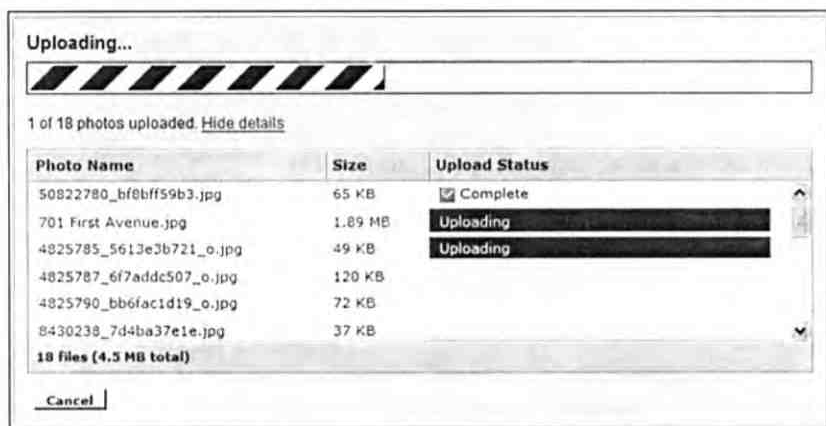 Uploading...
1 of 18 photos uploaded. Hide details
Photo Name Size Upload Status
50822780_bf8bff59b3.jpg 65 KB Complete
701 First Avenue.jpg 1.89 MB Uploading
4825785_5613e3b721_o.jpg 49 KB Uploading
4825787_6f7addc507_o.jpg 120 KB
4825790_bb6fac1d19_o.jpg 72 KB
8430238_7d4ba37e1e.jpg 37 KB
18 files (4.5 MB total)
Cancel